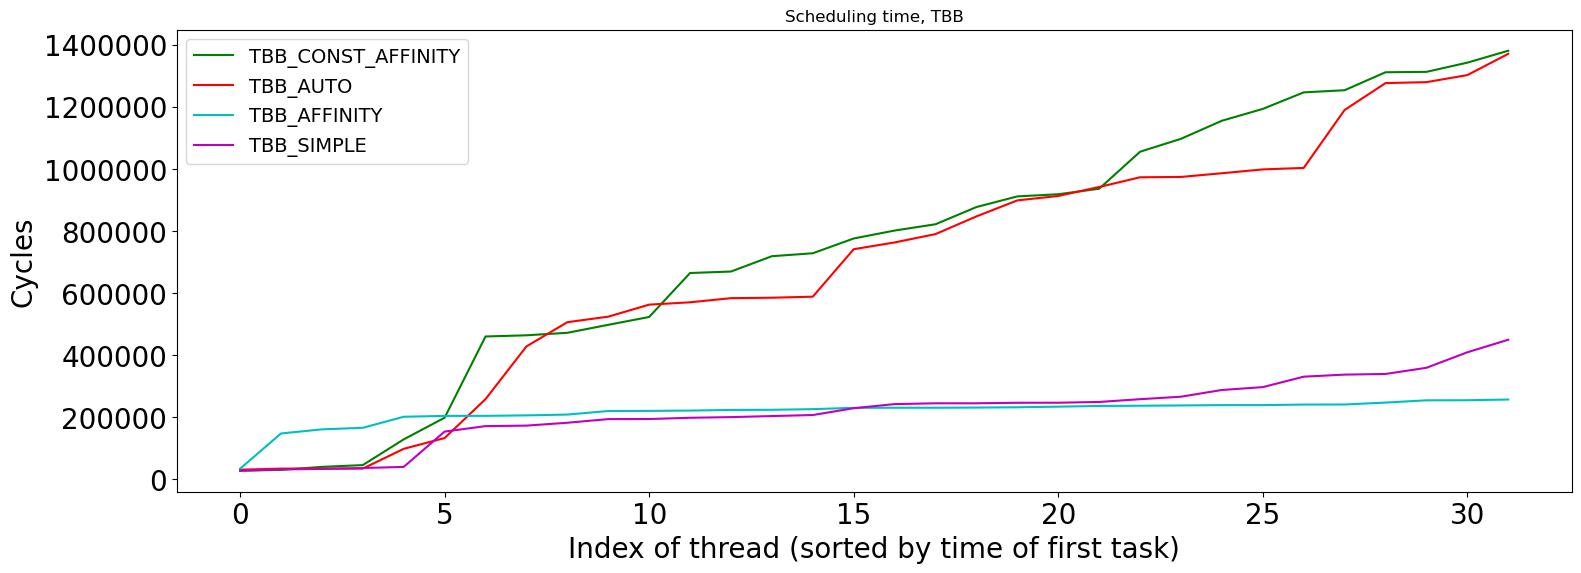 Scheduling time, TBB
TBB_CONST_AFFINITY
TBB_AUTO
TBB_AFFINITY
TBB_SIMPLE
Cycles
1400000
1200000
1000000
800000
600000
400000
200000
0
0 5 10 15 20 25 30
Index of thread (sorted by time of first task)